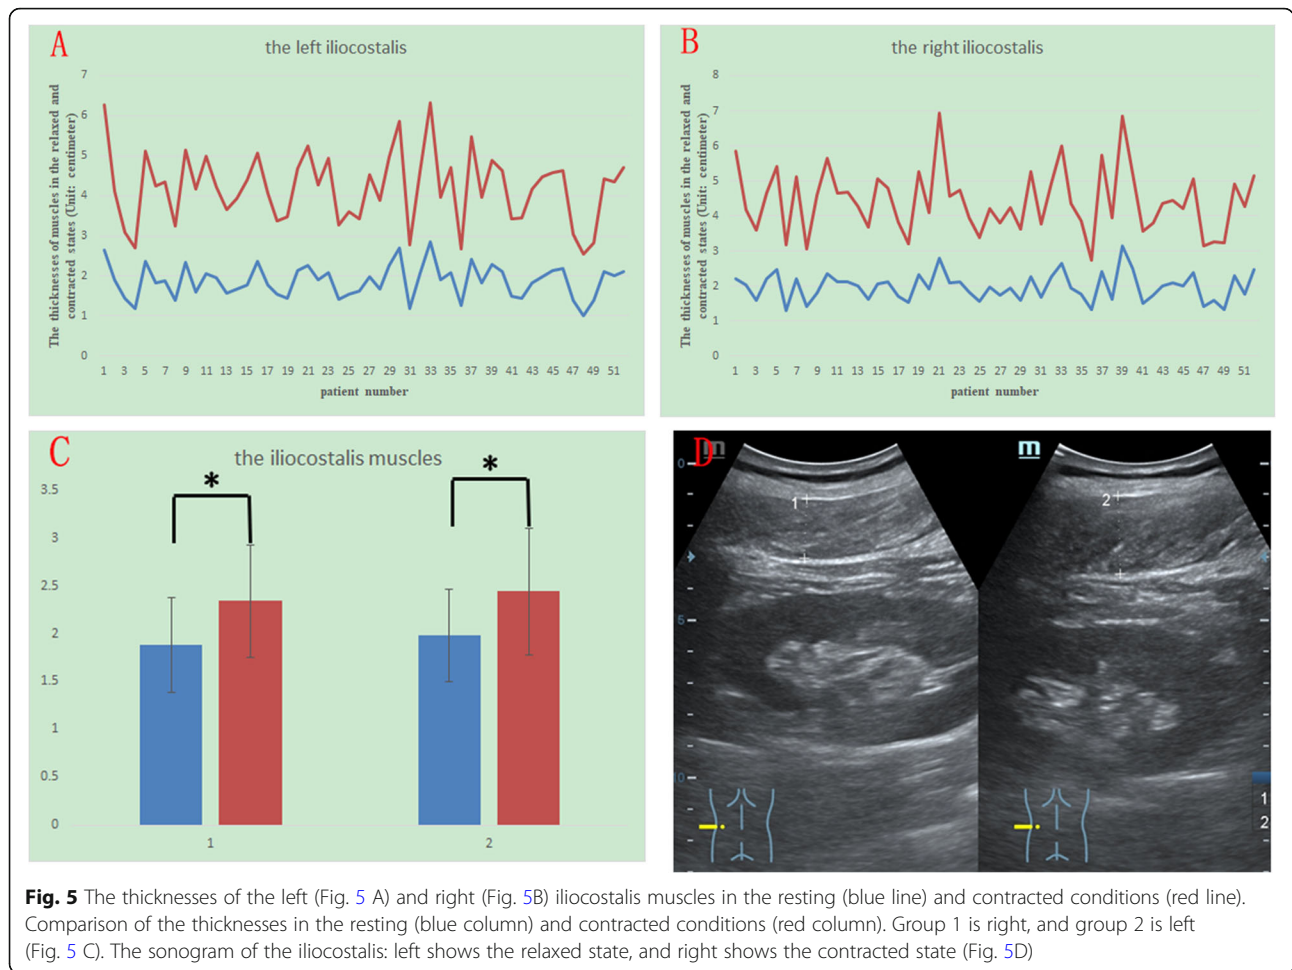 A
the left iliocostalis
The thicknesses of muscles in the relaxed and
contracted states (Unit: centimeter)
7
6
5
4
3
2
1
0
1 3 5 7 9 11 13 15 17 19 21 23 25 27 29 31 33 35 37 39 41 43 45 47 49 51
patient number
B
the right iliocostalis
The thicknesses of muscles in the relaxed and
contracted states (Unit: centimeter)
8
7
6
5
4
3
2
1
0
1 3 5 7 9 11 13 15 17 19 21 23 25 27 29 31 33 35 37 39 41 43 45 47 49 51
patient number
C
the iliocostalis muscles
3.5
3
2.5
2
1.5
1
0.5
0
* *
1 2
D
m m
0
1 2
5
10
1
2
Fig. 5 The thicknesses of the left (Fig. 5 A) and right (Fig. 5B) iliocostalis muscles in the resting (blue line) and contracted conditions (red line).
Comparison of the thicknesses in the resting (blue column) and contracted conditions (red column). Group 1 is right, and group 2 is left
(Fig. 5 C). The sonogram of the iliocostalis: left shows the relaxed state, and right shows the contracted state (Fig. 5D)